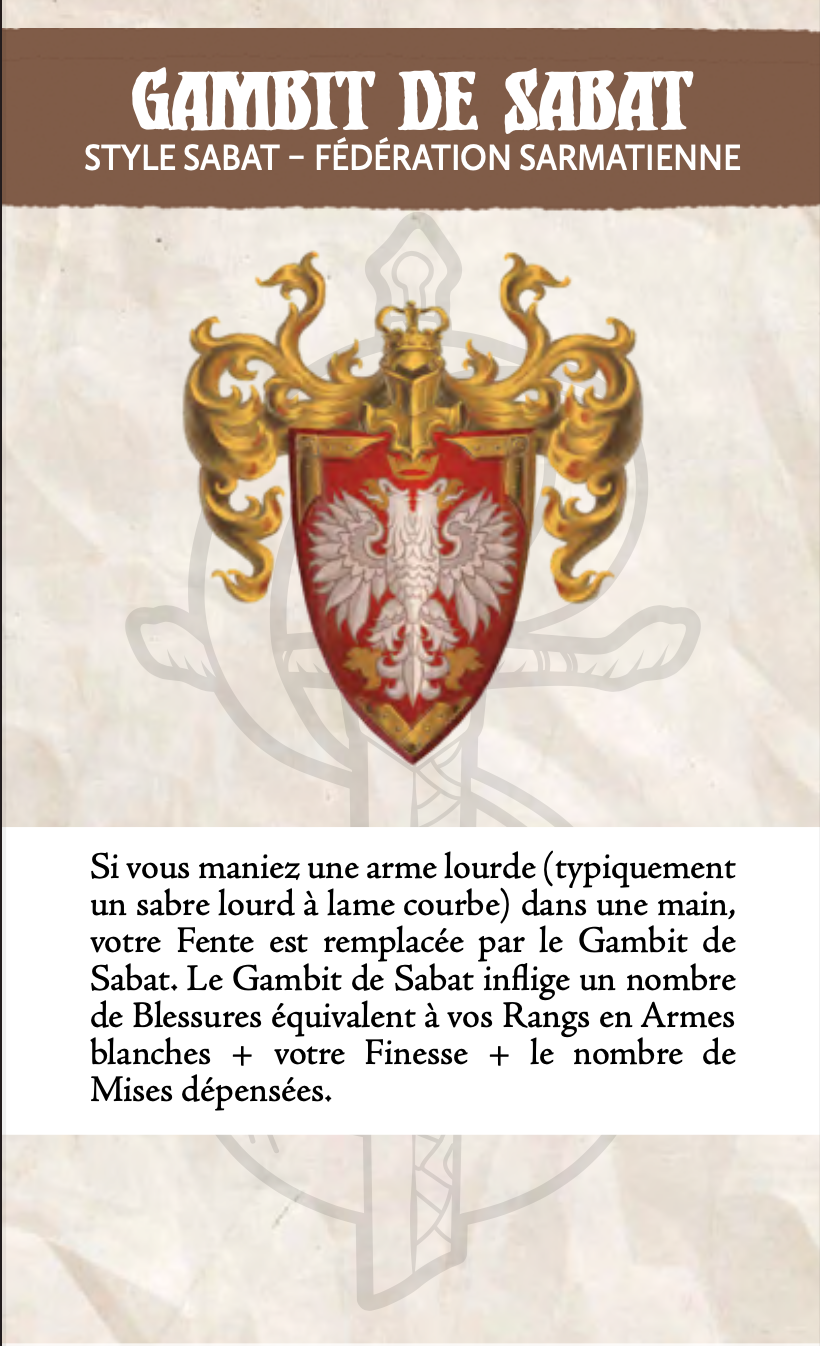 GAMBIT DE SABAT
STYLE SABAT – FÉDÉRATION SARMATIENNE
Si vous maniez une arme lourde (typiquement
un sabre lourd à lame courbe) dans une main,
votre Fente est remplacée par le Gambit de
Sabat. Le Gambit de Sabat inflige un nombre
de Blessures équivalent à vos Rangs en Armes
blanches + votre Finesse + le nombre de
Mises dépensées.